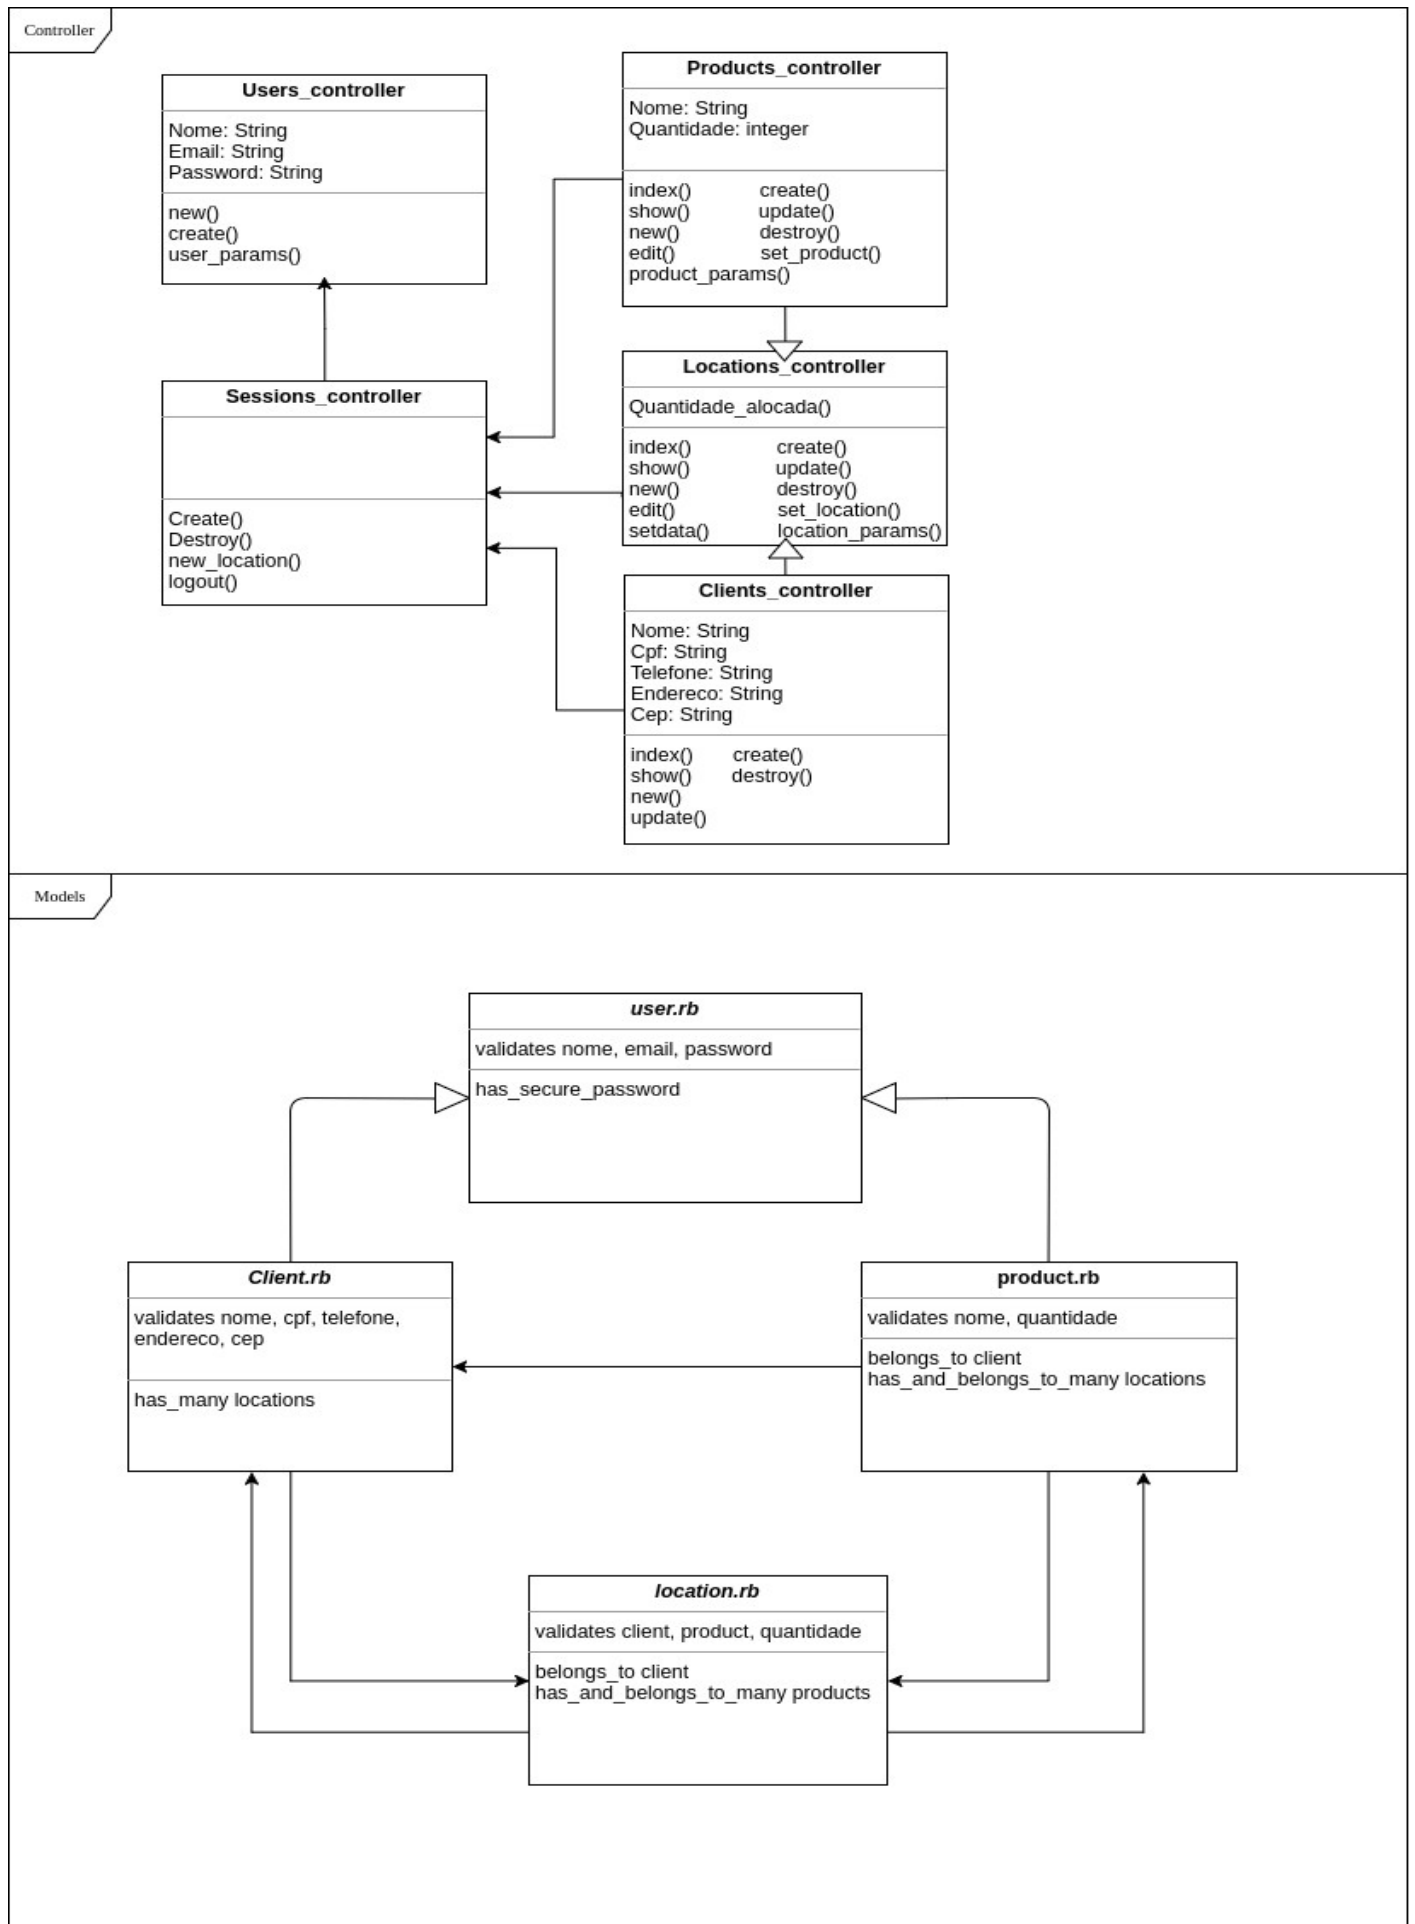 Controller
Users_controller
Nome: String
Email: String
Password: String
new()
create()
user_params()
Products_controller
Nome: String
Quantidade: integer
index() create()
show() update()
new() destroy()
edit() set_product()
product_params()
Sessions_controller
Create()
Destroy()
new_location()
logout()
Locations_controller
Quantidade_alocada()
index() create()
show() update()
new() destroy()
edit() set_location()
setdata() location_params()
Clients_controller
Nome: String
Cpf: String
Telefone: String
Endereco: String
Cep: String
index() create()
show() destroy()
new()
update()
Models
user.rb
validates nome, email, password
has_secure_password
Client.rb
validates nome, cpf, telefone,
endereco, cep
has_many locations
product.rb
validates nome, quantidade
belongs_to client
has_and_belongs_to_many locations
location.rb
validates client, product, quantidade
belongs_to client
has_and_belongs_to_many products